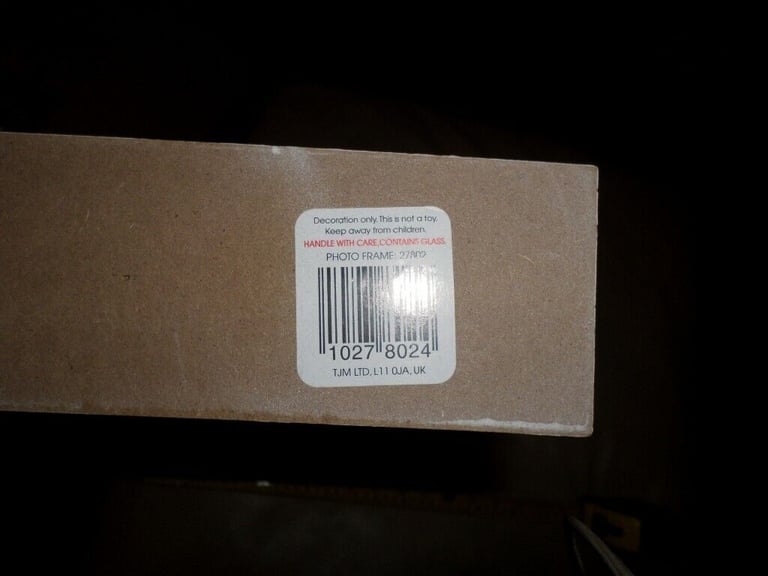 Decoration only. This is not a toy.
Keep away from children.
HANDLE WITH CARE, CONTAINS GLASS.
PHOTO FRAME: 27802
1027 8024
TJM LTD, L11 0JA, UK